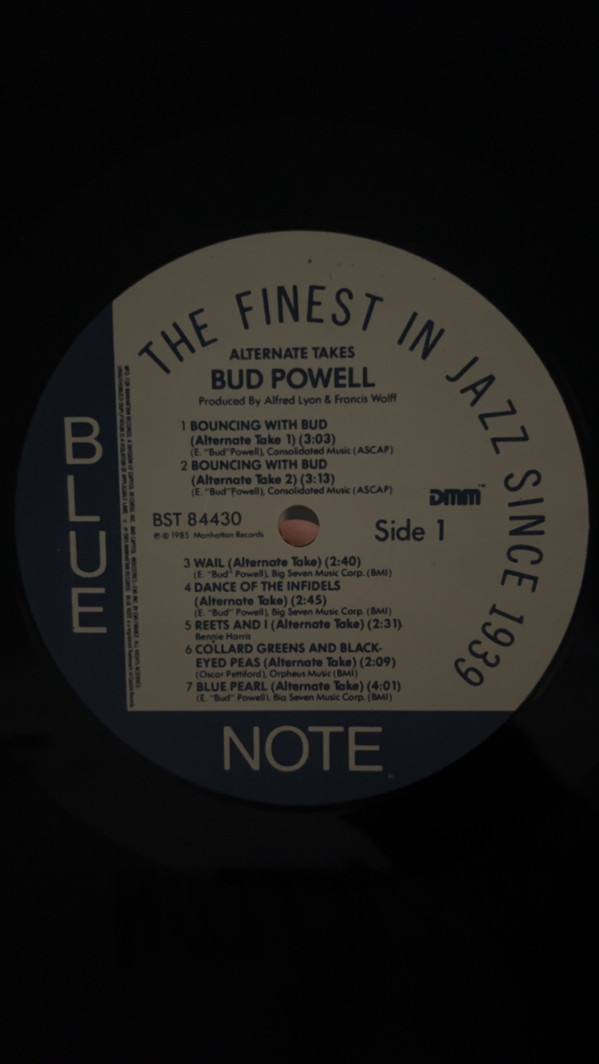 THE FINEST IN JAZZ SINCE 1939
ALTERNATE TAKES
BUD POWELL
Produced By Alfred Lyon & Francis Wolff
1 BOUNCING WITH BUD
(Alternate Take 1) (3:03)
(E. "Bud" Powell), Consolidated Music (ASCAP)
2 BOUNCING WITH BUD
(Alternate Take 2) (3:13)
(E. "Bud" Powell), Consolidated Music (ASCAP)
DMM™
BST 84430
℗ © 1985 Manhattan Records
Side 1
3 WAIL (Alternate Take) (2:40)
(E. "Bud" Powell), Big Seven Music Corp. (BMI)
4 DANCE OF THE INFIDELS
(Alternate Take) (2:45)
(E. "Bud" Powell), Big Seven Music Corp. (BMI)
5 REETS AND I (Alternate Take) (2:31)
Bennie Harris
6 COLLARD GREENS AND BLACK-
EYED PEAS (Alternate Take) (2:09)
(Oscar Pettiford), Orpheus Music (BMI)
7 BLUE PEARL (Alternate Take) (4:01)
(E. "Bud" Powell), Big Seven Music Corp. (BMI)
BLUE
NOTE